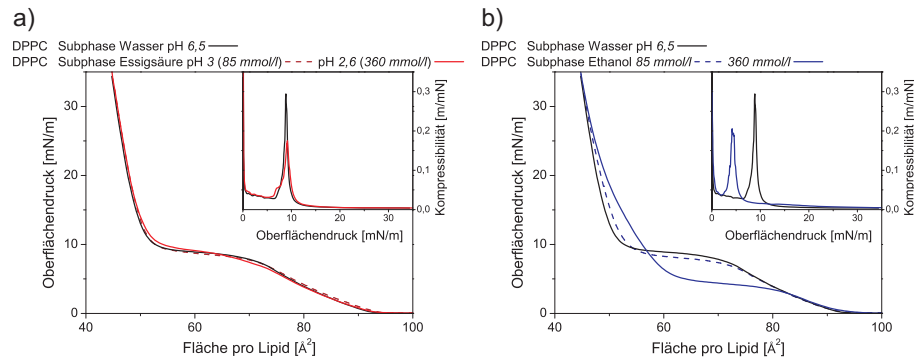 a)
DPPC Subphase Wasser pH 6,5
DPPC Subphase Essigsäure pH 3 (85 mmol/l) pH 2,6 (360 mmol/l)
Oberflächendruck [mN/m]
30
20
10
0
40 60 80 100
Fläche pro Lipid [Å²]
Kompressibilität [m/mN]
0,3
0,2
0,1
0,0
0 10 20 30
Oberflächendruck [mN/m]
b)
DPPC Subphase Wasser pH 6,5
DPPC Subphase Ethanol 85 mmol/l 360 mmol/l
Oberflächendruck [mN/m]
30
20
10
0
40 60 80 100
Fläche pro Lipid [Å²]
Kompressibilität [m/mN]
0,3
0,2
0,1
0,0
0 10 20 30
Oberflächendruck [mN/m]